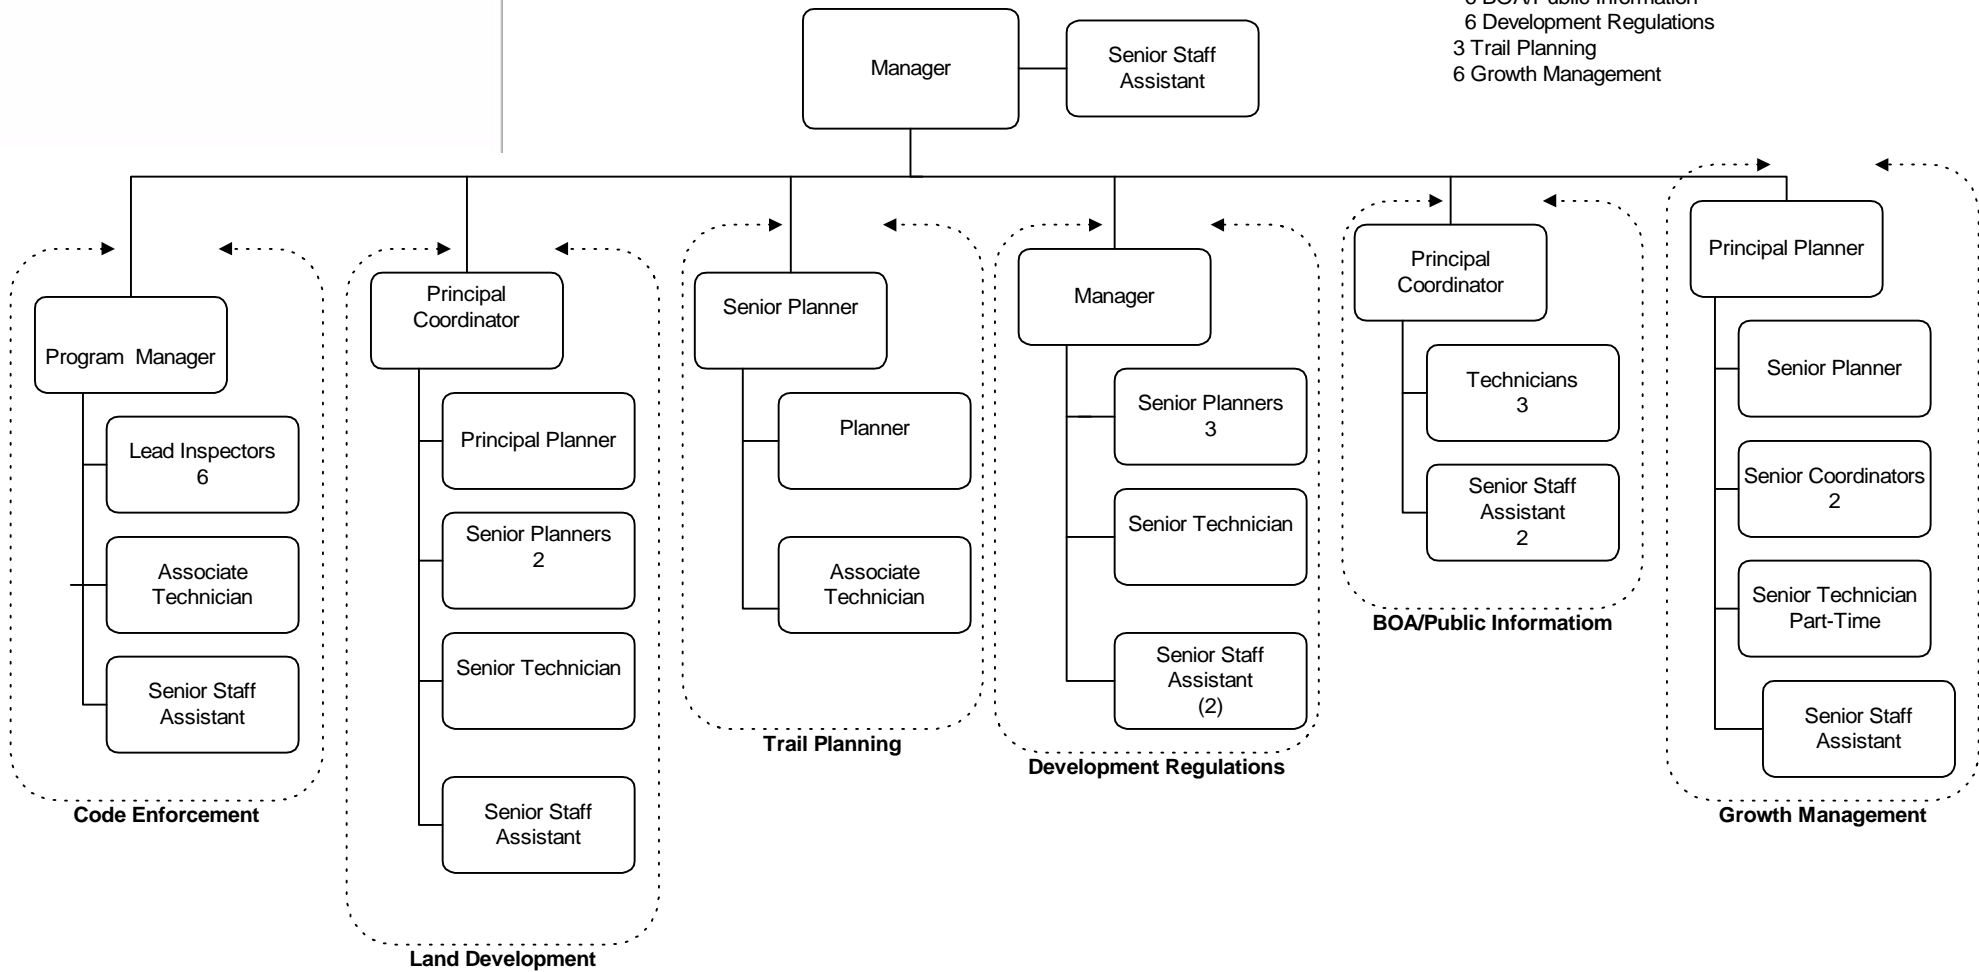 6 BOA/Public Information
6 Development Regulations
3 Trail Planning
6 Growth Management
Manager
Senior Staff
Assistant
Program Manager
Lead Inspectors
6
Associate
Technician
Senior Staff
Assistant
Code Enforcement
Principal
Coordinator
Principal Planner
Senior Planners
2
Senior Technician
Senior Staff
Assistant
Land Development
Senior Planner
Planner
Associate
Technician
Trail Planning
Manager
Senior Planners
3
Senior Technician
Senior Staff
Assistant
(2)
Development Regulations
Principal
Coordinator
Technicians
3
Senior Staff
Assistant
2
BOA/Public Informatiom
Principal Planner
Senior Planner
Senior Coordinators
2
Senior Technician
Part-Time
Senior Staff
Assistant
Growth Management